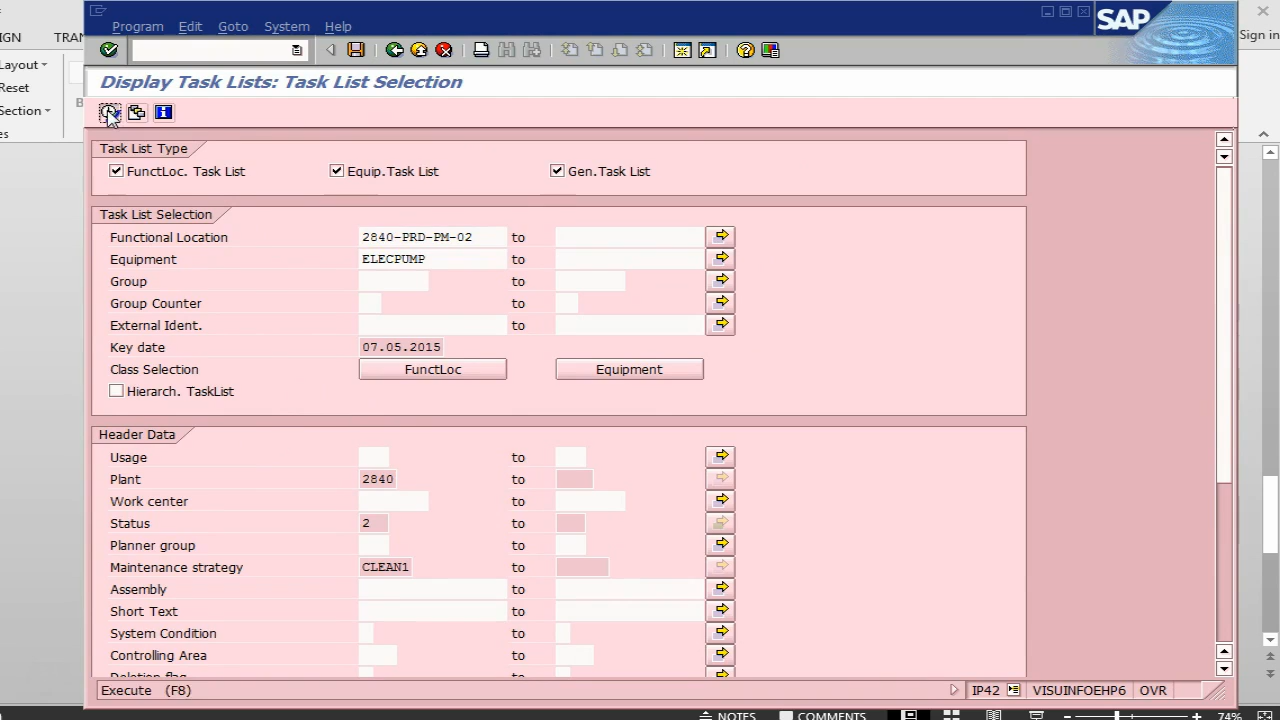 Program Edit Goto System Help
SAP
Sign in
IGN TRAN
Layout
Reset
Section
es
Display Task Lists: Task List Selection
Task List Type
FunctLoc. Task List Equip.Task List Gen.Task List
Task List Selection
Functional Location 2840-PRD-PM-02 to
Equipment ELECPUMP to
Group to
Group Counter to
External Ident. to
Key date 07.05.2015
Class Selection FunctLoc Equipment
Hierarch. TaskList
Header Data
Usage to
Plant 2840 to
Work center to
Status 2 to
Planner group to
Maintenance strategy CLEAN1 to
Assembly to
Short Text to
System Condition to
Controlling Area to
Deletion flag
Execute (F8) IP42 VISUINFOEHP6 OVR
NOTES COMMENTS 74%